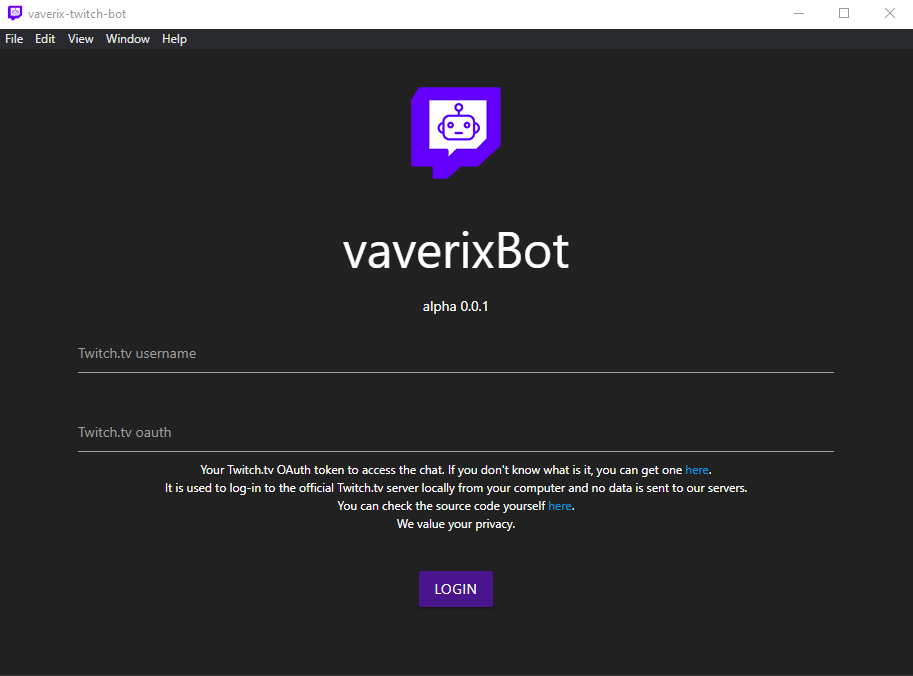 vaverix-twitch-bot
File Edit View Window Help
vaverixBot
alpha 0.0.1
Twitch.tv username
Twitch.tv oauth
Your Twitch.tv OAuth token to access the chat. If you don't know what is it, you can get one here.
It is used to log-in to the official Twitch.tv server locally from your computer and no data is sent to our servers.
You can check the source code yourself here.
We value your privacy.
LOGIN